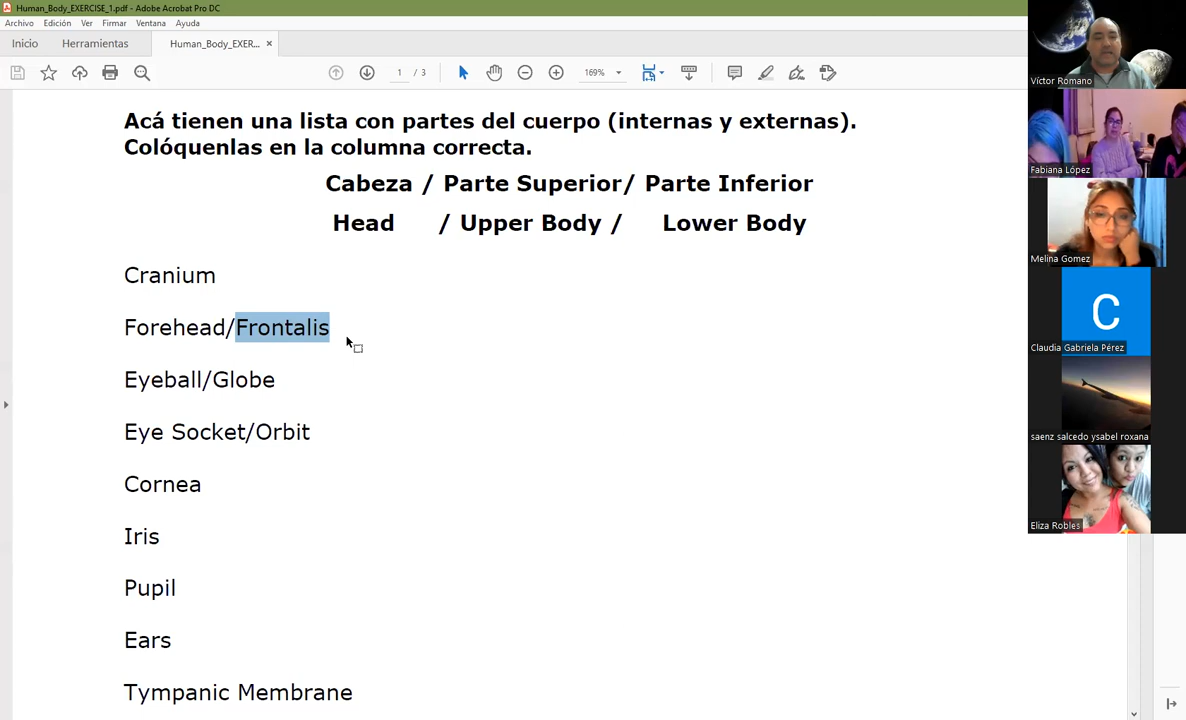 Human_Body_EXERCISE_1.pdf - Adobe Acrobat Pro DC
Archivo Edición Ver Firmar Ventana Ayuda
Inicio Herramientas Human_Body_EXER... ×
1 / 3 169%
Acá tienen una lista con partes del cuerpo (internas y externas).
Colóquenlas en la columna correcta.
Cabeza / Parte Superior/ Parte Inferior
Head / Upper Body / Lower Body
Cranium
Forehead/Frontalis
Eyeball/Globe
Eye Socket/Orbit
Cornea
Iris
Pupil
Ears
Tympanic Membrane
Víctor Romano
Fabiana López
Melina Gomez
C
Claudia Gabriela Pérez
saenz salcedo ysabel roxana
Eliza Robles